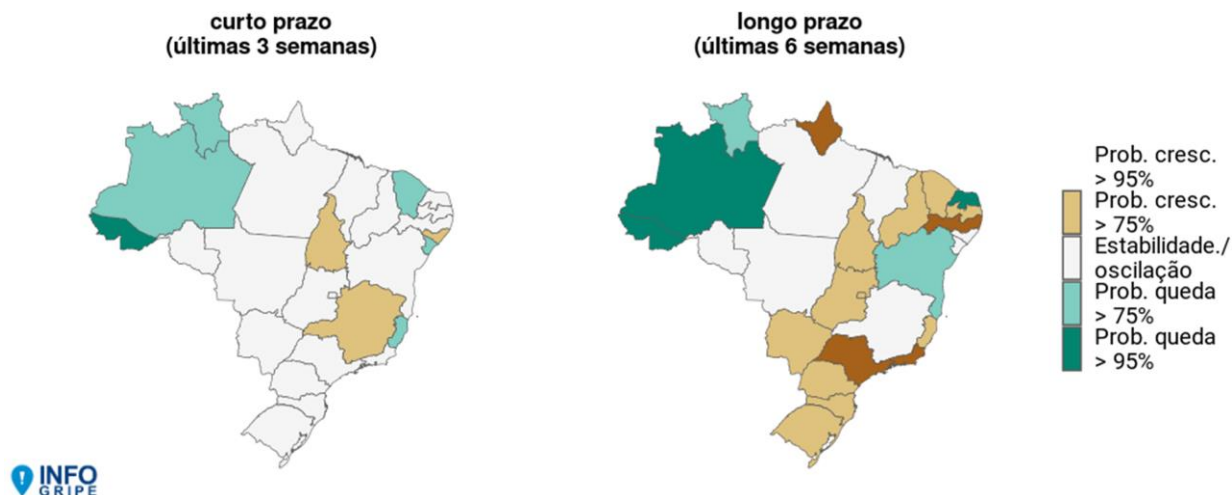 curto prazo
(últimas 3 semanas)
longo prazo
(últimas 6 semanas)
Prob. cresc.
> 95%
Prob. cresc.
> 75%
Estabilidade./
oscilação
Prob. queda
> 75%
Prob. queda
> 95%
INFO
GRIPE